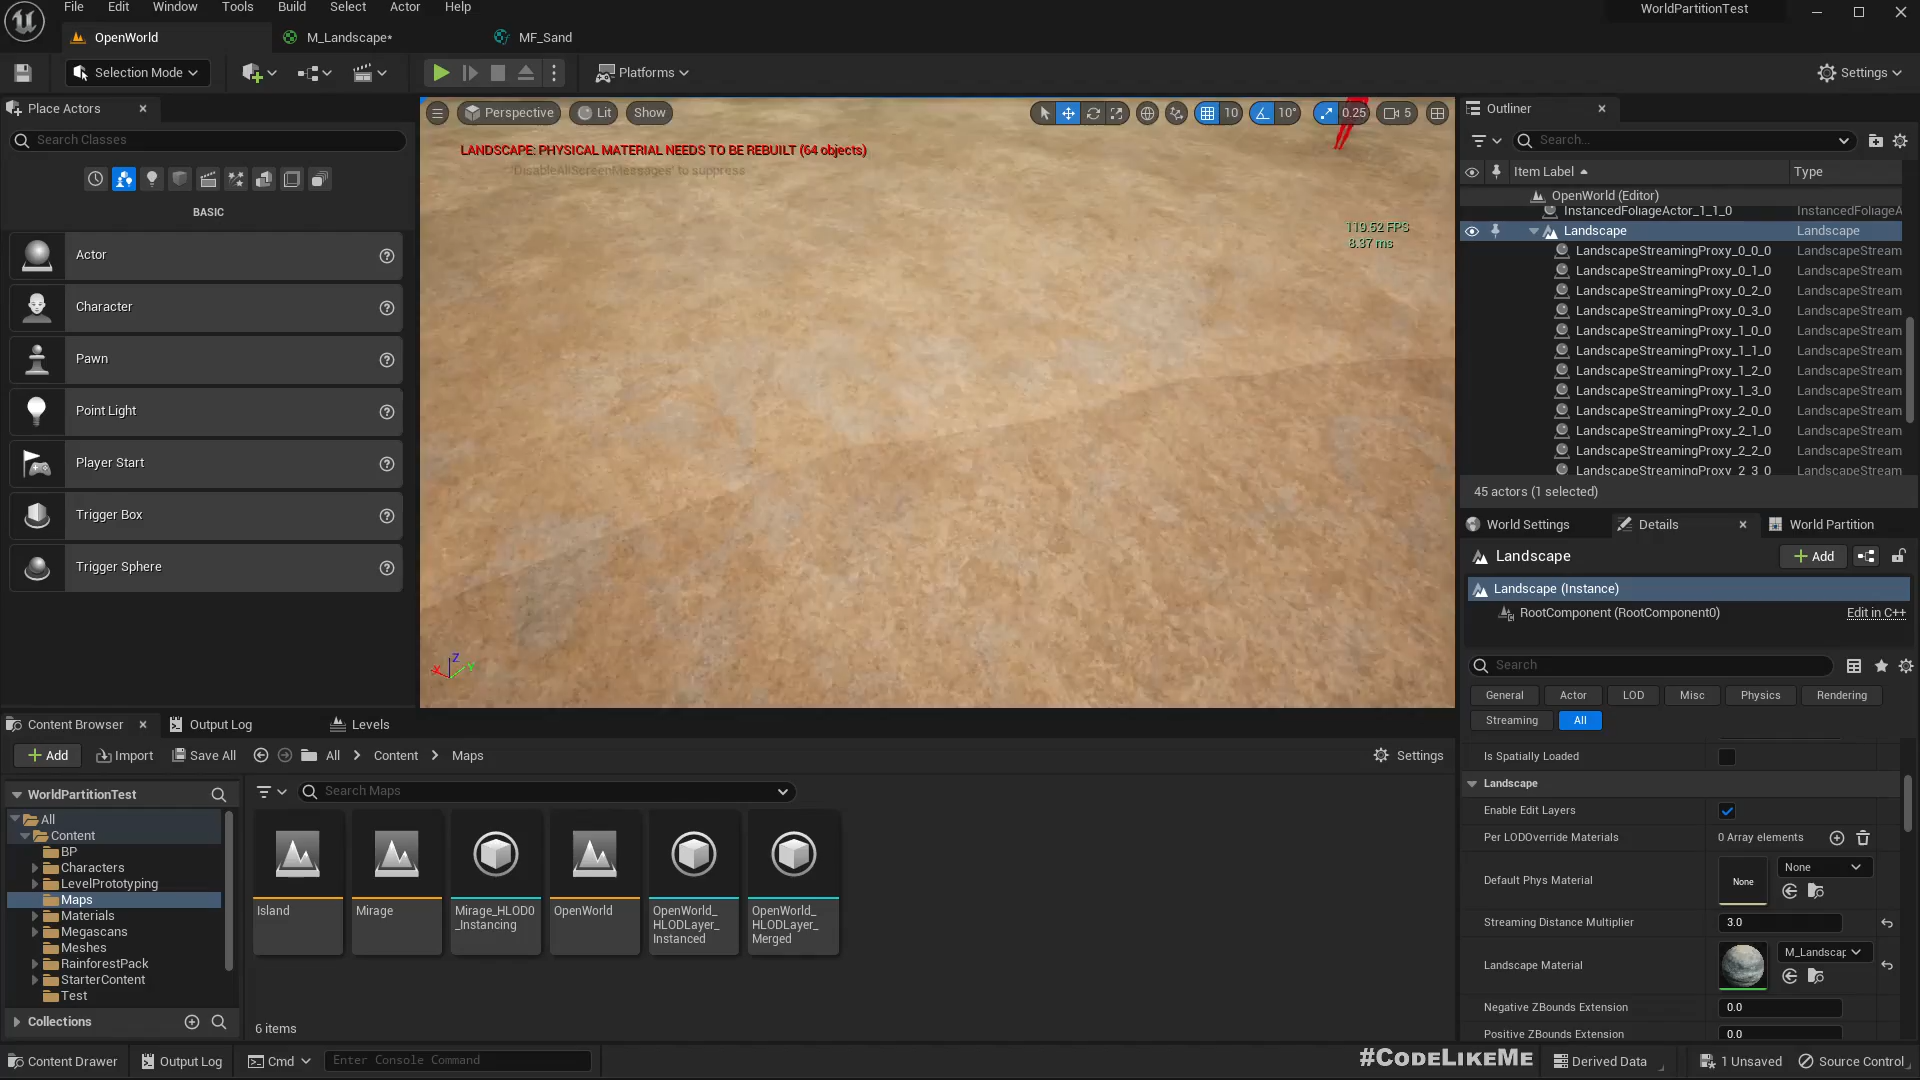 File Edit Window Tools Build Select Actor Help
WorldPartitionTest
OpenWorld
M_Landscape*
MF_Sand
Selection Mode
Platforms
Settings
Place Actors
Search Classes
BASIC
Actor
Character
Pawn
Point Light
Player Start
Trigger Box
Trigger Sphere
Perspective
Lit
Show
10
10°
0.25
5
LANDSCAPE: PHYSICAL MATERIAL NEEDS TO BE REBUILT (64 objects)
'DisableAllScreenMessages' to suppress
119.52 FPS
8.37 ms
X
Z
Y
Outliner
Search...
Item Label
Type
OpenWorld (Editor)
InstancedFoliageActor_1_1_0 InstancedFoliageA
Landscape Landscape
LandscapeStreamingProxy_0_0_0 LandscapeStream
LandscapeStreamingProxy_0_1_0 LandscapeStream
LandscapeStreamingProxy_0_2_0 LandscapeStream
LandscapeStreamingProxy_0_3_0 LandscapeStream
LandscapeStreamingProxy_1_0_0 LandscapeStream
LandscapeStreamingProxy_1_1_0 LandscapeStream
LandscapeStreamingProxy_1_2_0 LandscapeStream
LandscapeStreamingProxy_1_3_0 LandscapeStream
LandscapeStreamingProxy_2_0_0 LandscapeStream
LandscapeStreamingProxy_2_1_0 LandscapeStream
LandscapeStreamingProxy_2_2_0 LandscapeStream
LandscapeStreamingProxy_2_3_0 LandscapeStream
45 actors (1 selected)
World Settings
Details
World Partition
Landscape
Add
Landscape (Instance)
RootComponent (RootComponent0)
Edit in C++
Search
General Actor LOD Misc Physics Rendering
Streaming All
Is Spatially Loaded
Landscape
Enable Edit Layers
Per LODOverride Materials 0 Array elements
Default Phys Material None None
Streaming Distance Multiplier 3.0
Landscape Material M_Landscap
Negative ZBounds Extension 0.0
Positive ZBounds Extension 0.0
Content Browser
Output Log
Levels
Add
Import
Save All
All
Content
Maps
Settings
WorldPartitionTest
All
Content
BP
Characters
LevelPrototyping
Maps
Materials
Megascans
Meshes
RainforestPack
StarterContent
Test
Collections
Search Maps
Island
Mirage
Mirage_HLOD0
_Instancing
OpenWorld
OpenWorld_
HLODLayer_
Instanced
OpenWorld_
HLODLayer_
Merged
6 items
Content Drawer
Output Log
Cmd
Enter Console Command
#CodeLikeMe
Derived Data
1 Unsaved
Source Control